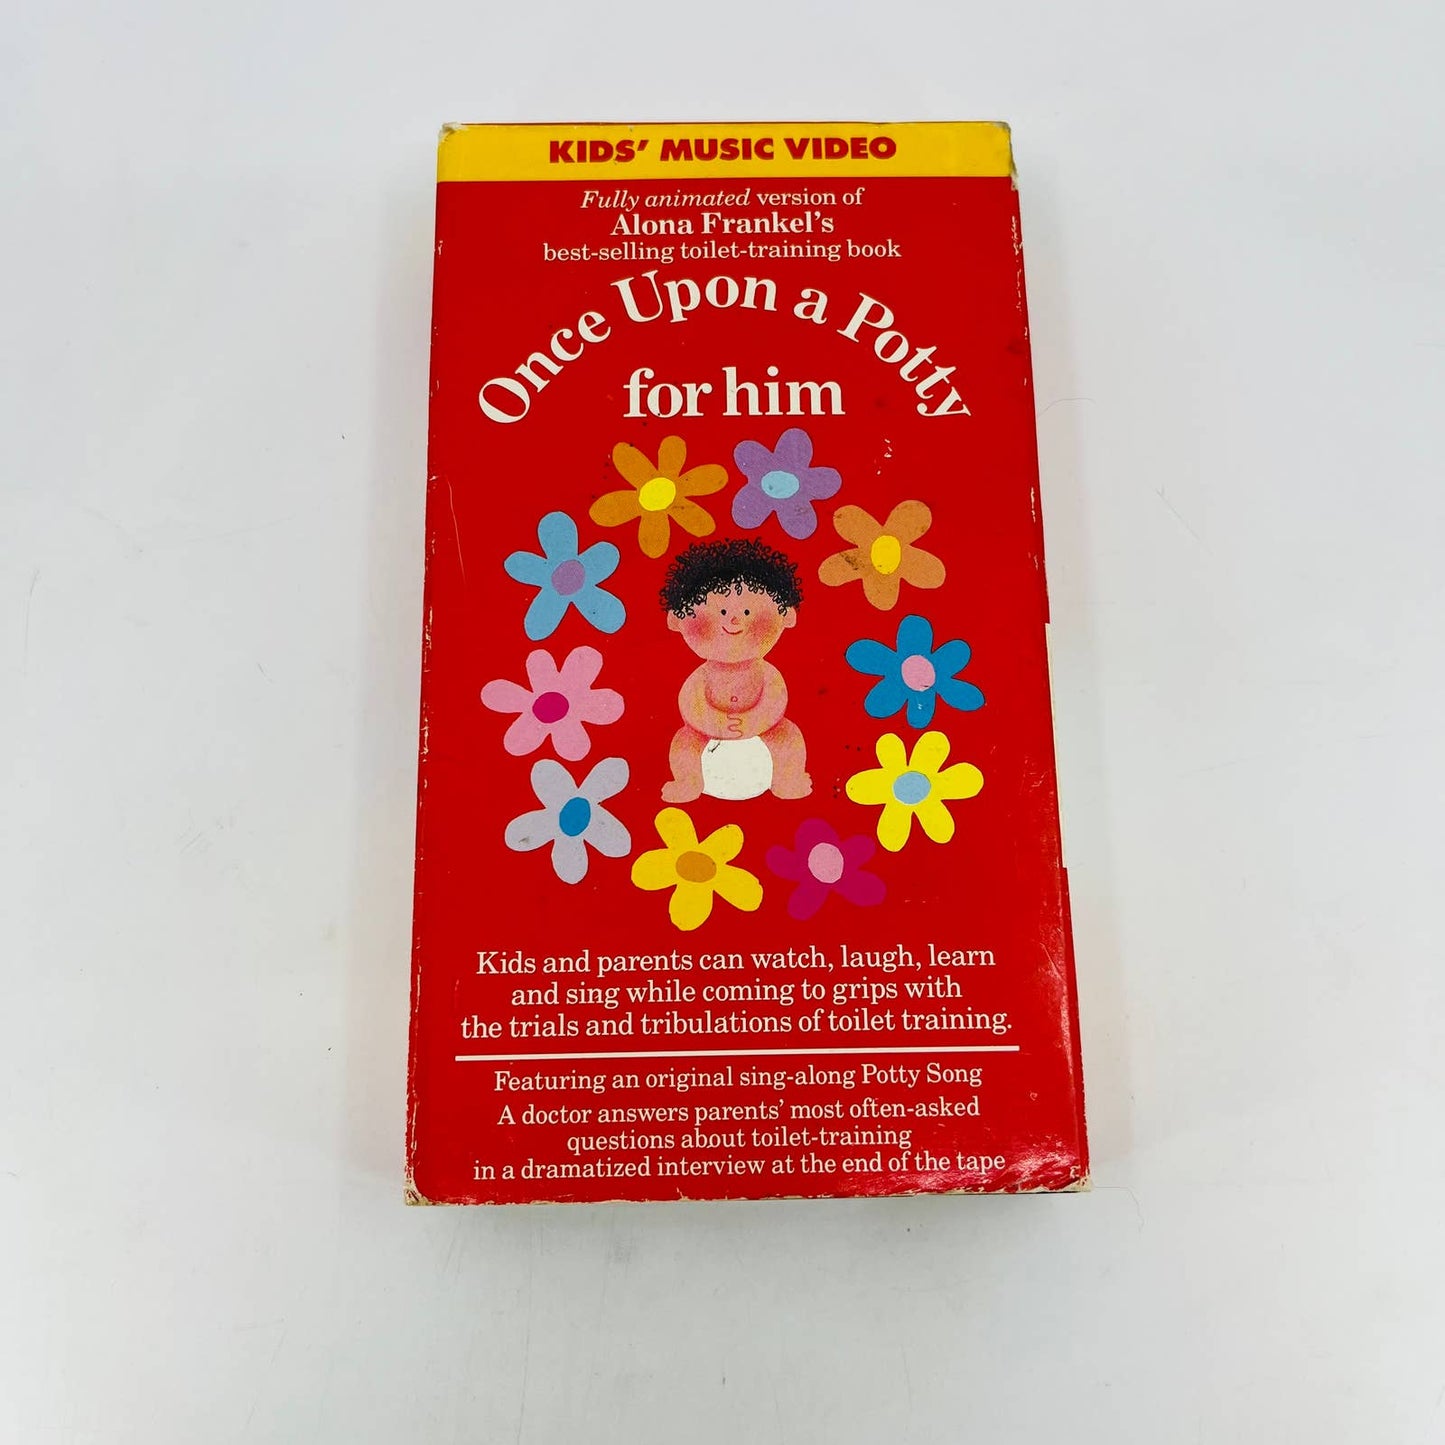 KIDS' MUSIC VIDEO
Fully animated version of
Alona Frankel's
best-selling toilet-training book
Once Upon a Potty
for him
Kids and parents can watch, laugh, learn
and sing while coming to grips with
the trials and tribulations of toilet training.
Featuring an original sing-along Potty Song
A doctor answers parents' most often-asked
questions about toilet-training
in a dramatized interview at the end of the tape